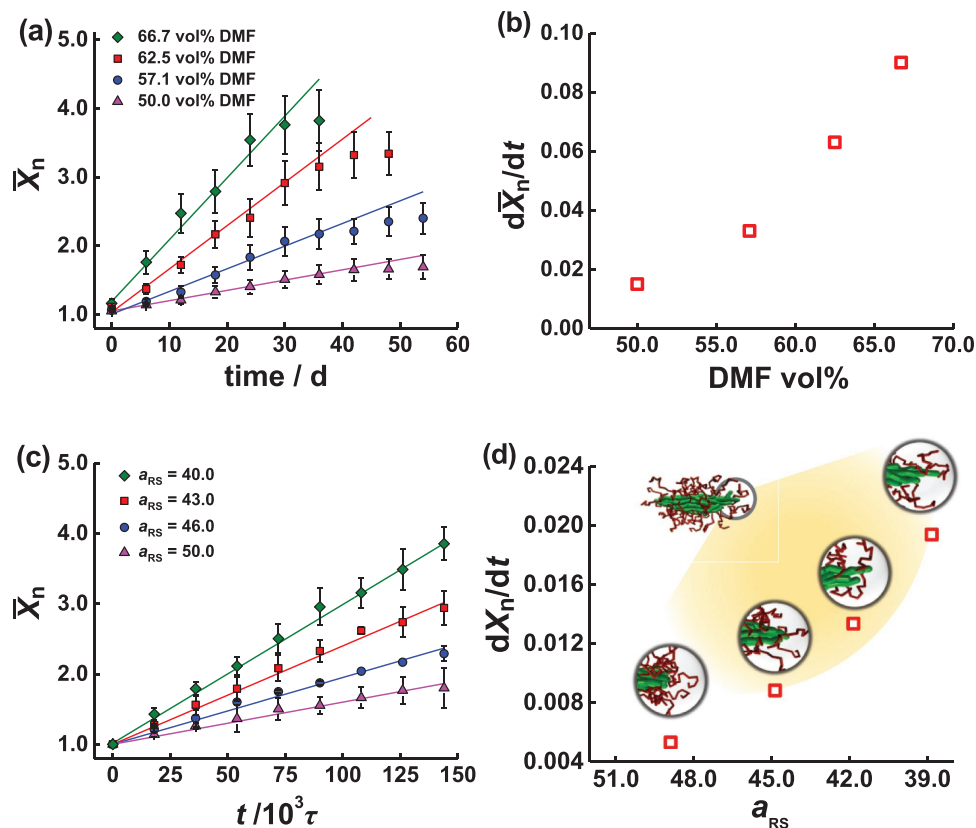 (a)
5.0
4.0
3.0
2.0
1.0
X̅n
66.7 vol% DMF
62.5 vol% DMF
57.1 vol% DMF
50.0 vol% DMF
0 10 20 30 40 50 60
time / d
(b)
0.10
0.08
0.06
0.04
0.02
0.00
dX̅n/dt
50.0 55.0 60.0 65.0 70.0
DMF vol%
(c)
5.0
4.0
3.0
2.0
1.0
X̅n
aRS = 40.0
aRS = 43.0
aRS = 46.0
aRS = 50.0
0 25 50 75 100 125 150
t /10³τ
(d)
0.024
0.020
0.016
0.012
0.008
0.004
dXn/dt
51.0 48.0 45.0 42.0 39.0
aRS